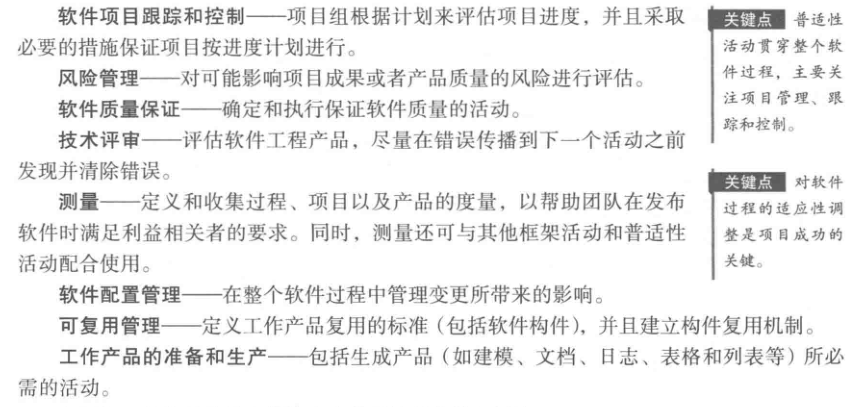 软件项目跟踪和控制——项目组根据计划来评估项目进度，并且采取
必要的措施保证项目按进度计划进行。
风险管理——对可能影响项目成果或者产品质量的风险进行评估。
软件质量保证——确定和执行保证软件质量的活动。
技术评审——评估软件工程产品，尽量在错误传播到下一个活动之前
发现并清除错误。
测量——定义和收集过程、项目以及产品的度量，以帮助团队在发布
软件时满足利益相关者的要求。同时，测量还可与其他框架活动和普适性
活动配合使用。
软件配置管理——在整个软件过程中管理变更所带来的影响。
可复用管理——定义工作产品复用的标准（包括软件构件），并且建立构件复用机制。
工作产品的准备和生产——包括生成产品（如建模、文档、日志、表格和列表等）所必
需的活动。
关键点 普适性
活动贯穿整个软
件过程，主要关
注项目管理、跟
踪和控制。
关键点 对软件
过程的适应性调
整是项目成功的
关键。